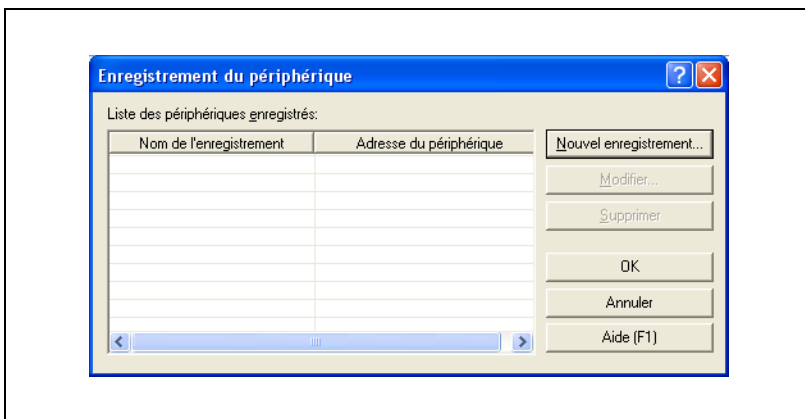 Enregistrement du périphérique
Liste des périphériques enregistrés:
Nom de l'enregistrement Adresse du périphérique
Nouvel enregistrement...
Modifier...
Supprimer
OK
Annuler
Aide (F1)